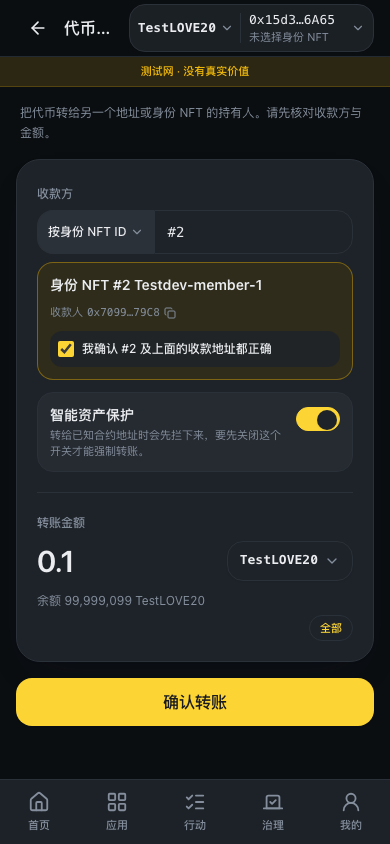 代币...
TestLOVE20
0x15d3…6A65
未选择身份 NFT
测试网 · 没有真实价值
把代币转给另一个地址或身份 NFT 的持有人。请先核对收款方与
金额。
收款方
按身份 NFT ID
#2
身份 NFT #2 Testdev-member-1
收款人 0x7099…79C8
我确认 #2 及上面的收款地址都正确
智能资产保护
转给已知合约地址时会先拦下来，要先关闭这个
开关才能强制转账。
转账金额
0.1
TestLOVE20
余额 99,999,099 TestLOVE20
全部
确认转账
首页
应用
行动
治理
我的